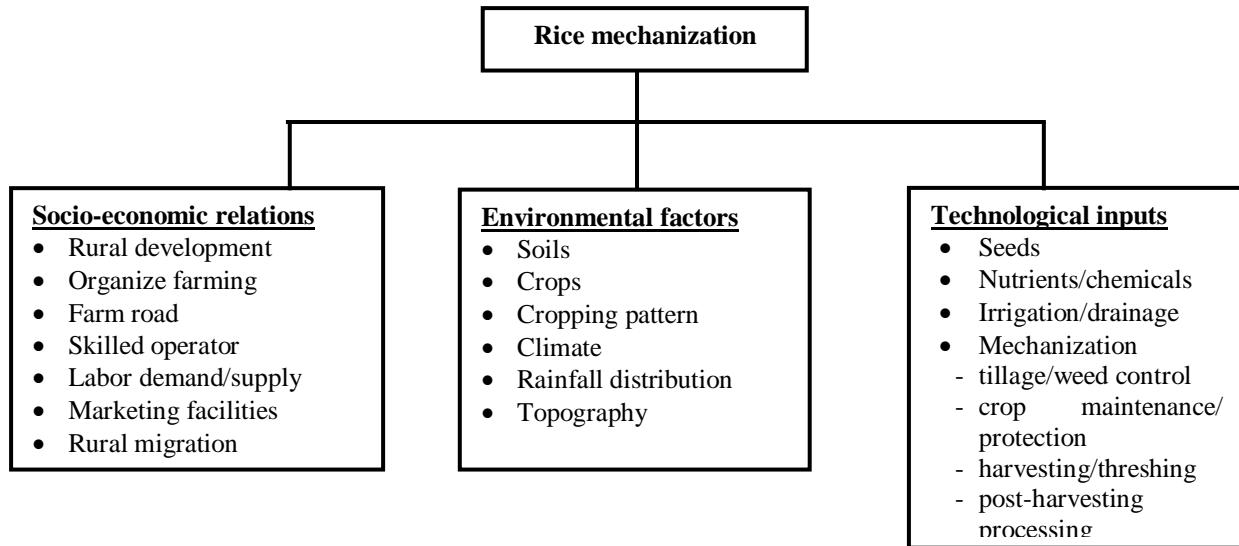 Rice mechanization
Socio-economic relations
• Rural development
• Organize farming
• Farm road
• Skilled operator
• Labor demand/supply
• Marketing facilities
• Rural migration
Environmental factors
• Soils
• Crops
• Cropping pattern
• Climate
• Rainfall distribution
• Topography
Technological inputs
• Seeds
• Nutrients/chemicals
• Irrigation/drainage
• Mechanization
- tillage/weed control
- crop maintenance/
protection
- harvesting/threshing
- post-harvesting
processing